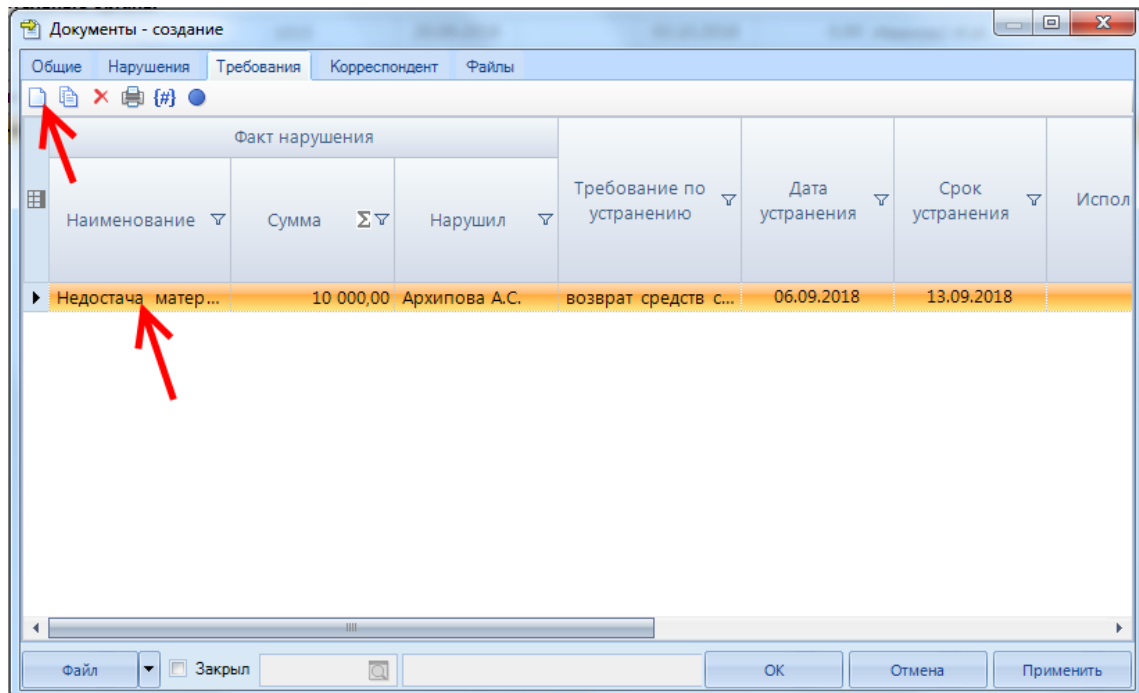 Документы - создание
Общие Нарушения Требования Корреспондент Файлы
{#}
Факт нарушения
Наименование Сумма Σ Нарушил Требование по устранению Дата устранения Срок устранения Испол
Недостача матер... 10 000,00 Архипова А.С. возврат средств с... 06.09.2018 13.09.2018
Файл Закрыл ОК Отмена Применить